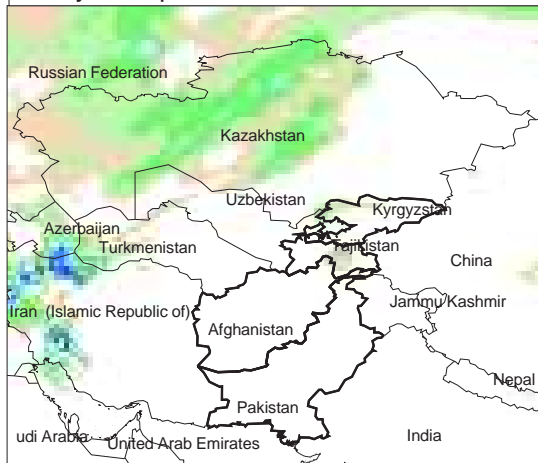 Russian Federation
Kazakhstan
Uzbekistan
Kyrgyzstan
Azerbaijan
Turkmenistan
Tajikistan
China
Iran (Islamic Republic of)
Jammu Kashmir
Afghanistan
Nepal
Pakistan
udi Arabia
United Arab Emirates
India